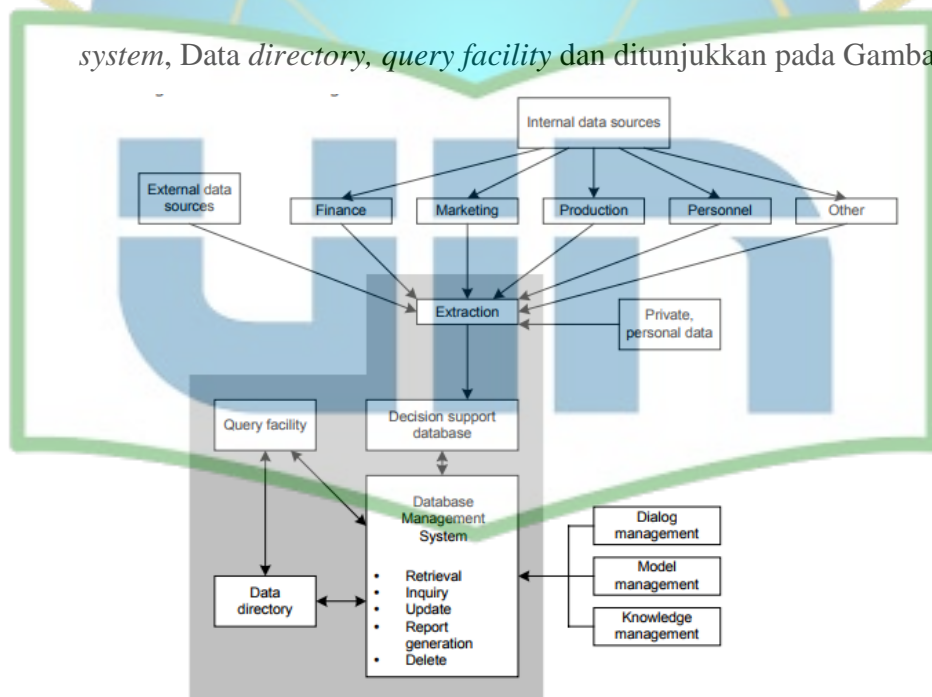 system, Data directory, query facility dan ditunjukkan pada Gamba
Internal data sources
External data
sources
Finance
Marketing
Production
Personnel
Other
Extraction
Private,
personal data
Query facility
Decision support
database
Database
Management
System
• Retrieval
• Inquiry
• Update
• Report
generation
• Delete
Data
directory
Dialog
management
Model
management
Knowledge
management